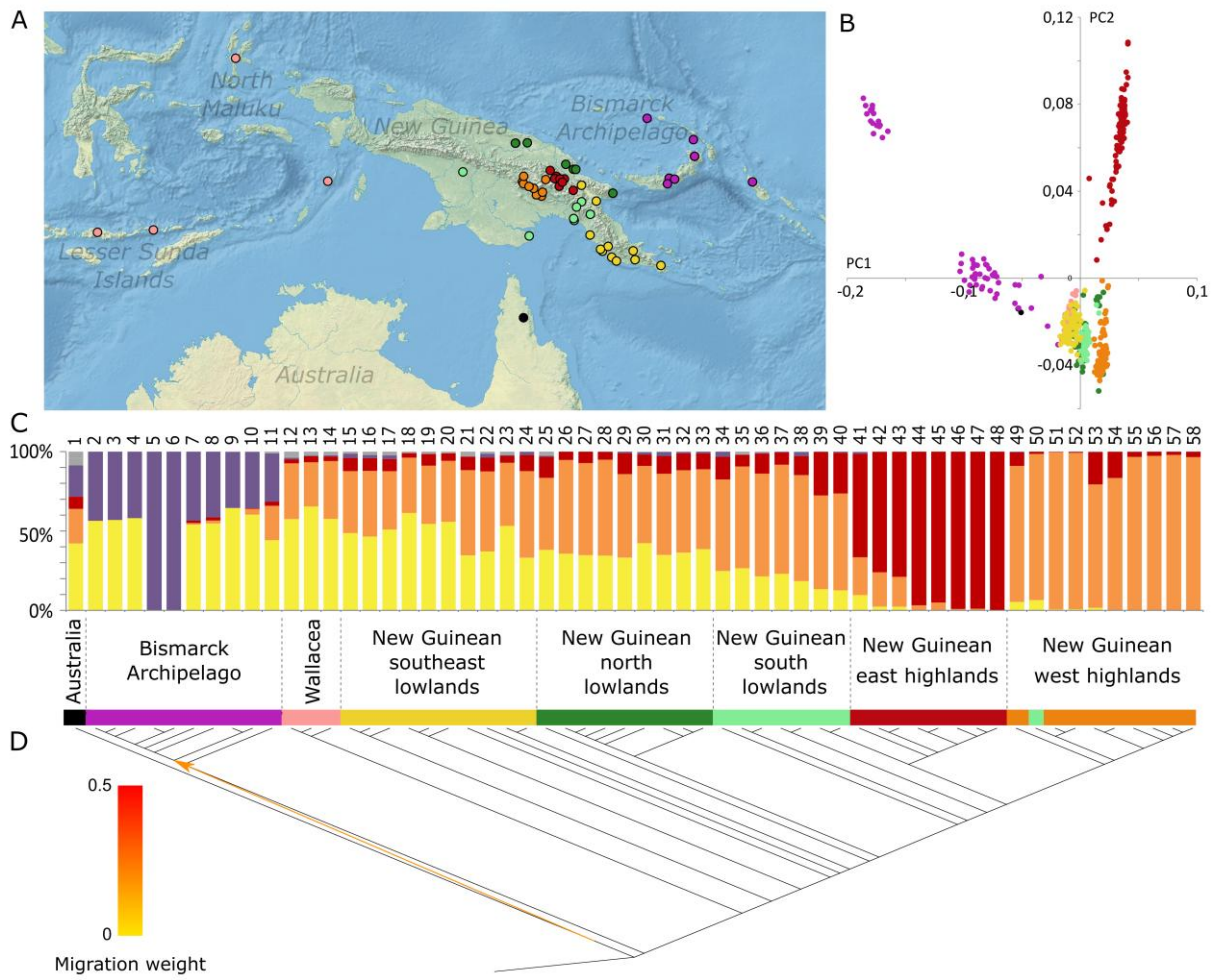 A
North
Maluku
New Guinea
Bismarck
Archipelago
Lesser Sunda
Islands
Australia
B
0,12
PC2
0,08
0,04
PC1
0
-0,2
-0,1
0,1
-0,04
C
1 2 3 4 5 6 7 8 9 10 11 12 13 14 15 16 17 18 19 20 21 22 23 24 25 26 27 28 29 30 31 32 33 34 35 36 37 38 39 40 41 42 43 44 45 46 47 48 49 50 51 52 53 54 55 56 57 58
100%
50%
0%
Australia
Bismarck
Archipelago
Wallacea
New Guinean
southeast
lowlands
New Guinean
north
lowlands
New Guinean
south
lowlands
New Guinean
east highlands
New Guinean
west highlands
D
0.5
0
Migration weight